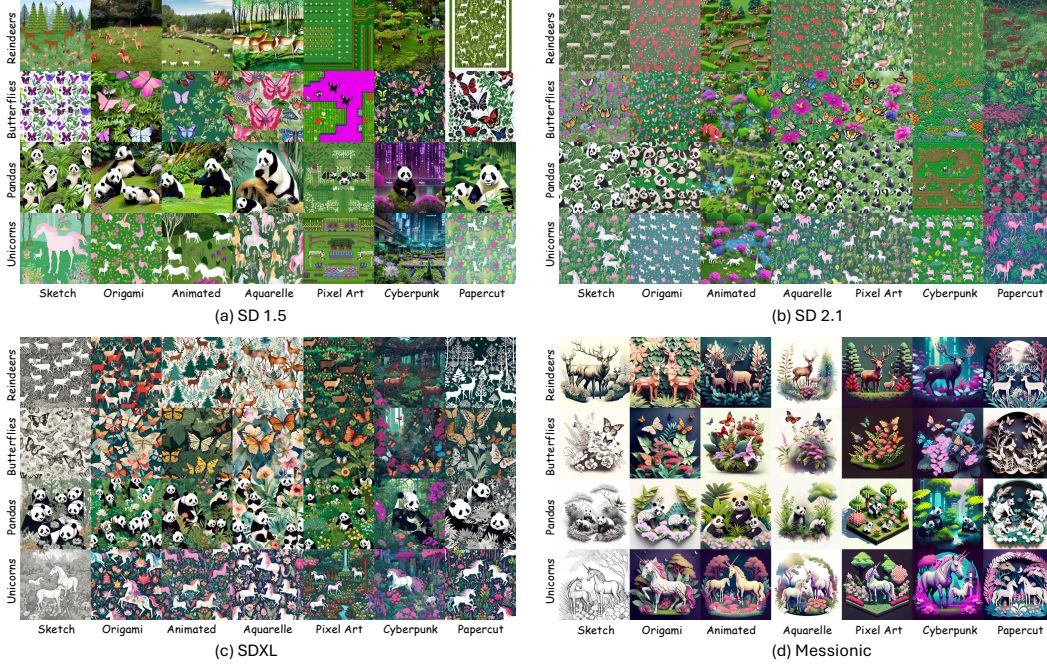 Reindeers
Butterflies
Pandas
Unicorns
Sketch Origami Animated Aquarelle Pixel Art Cyberpunk Papercut
(a) SD 1.5
Reindeers
Butterflies
Pandas
Unicorns
Sketch Origami Animated Aquarelle Pixel Art Cyberpunk Papercut
(b) SD 2.1
Reindeers
Butterflies
Pandas
Unicorns
Sketch Origami Animated Aquarelle Pixel Art Cyberpunk Papercut
(c) SDXL
Reindeers
Butterflies
Pandas
Unicorns
Sketch Origami Animated Aquarelle Pixel Art Cyberpunk Papercut
(d) Messionic